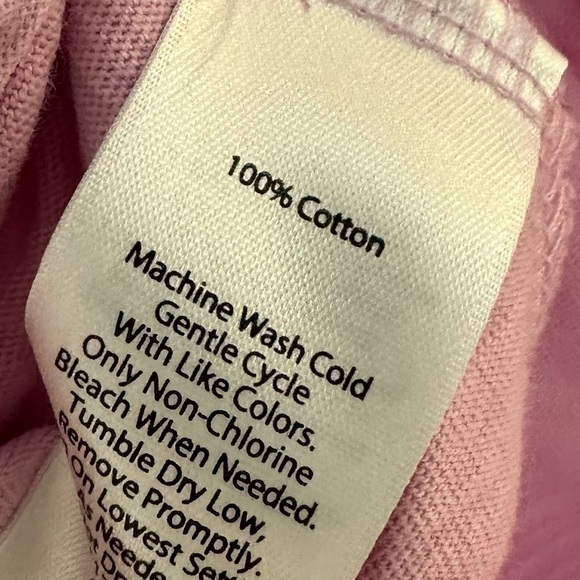 100% Cotton
Machine Wash Cold
Gentle Cycle
With Like Colors.
Only Non-Chlorine
Bleach When Needed.
Tumble Dry Low,
Remove Promptly.
On Lowest
As